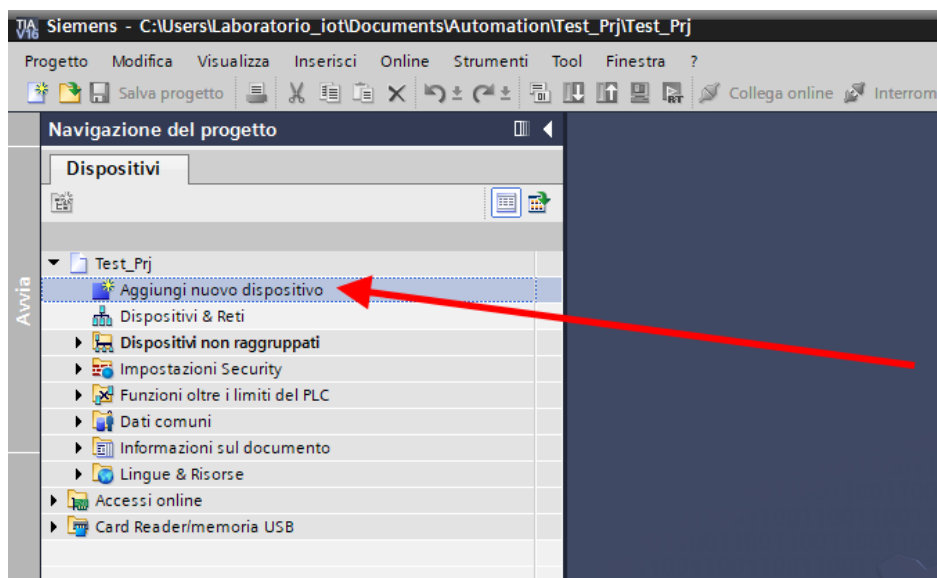 TIA V16 Siemens - C:\Users\Laboratorio_iot\Documents\Automation\Test_Prj\Test_Prj
Progetto Modifica Visualizza Inserisci Online Strumenti Tool Finestra ?
Salva progetto Collega online Interrom
Navigazione del progetto
Dispositivi
Avvia
Test_Prj
Aggiungi nuovo dispositivo
Dispositivi & Reti
Dispositivi non raggruppati
Impostazioni Security
Funzioni oltre i limiti del PLC
Dati comuni
Informazioni sul documento
Lingue & Risorse
Accessi online
Card Reader/memoria USB